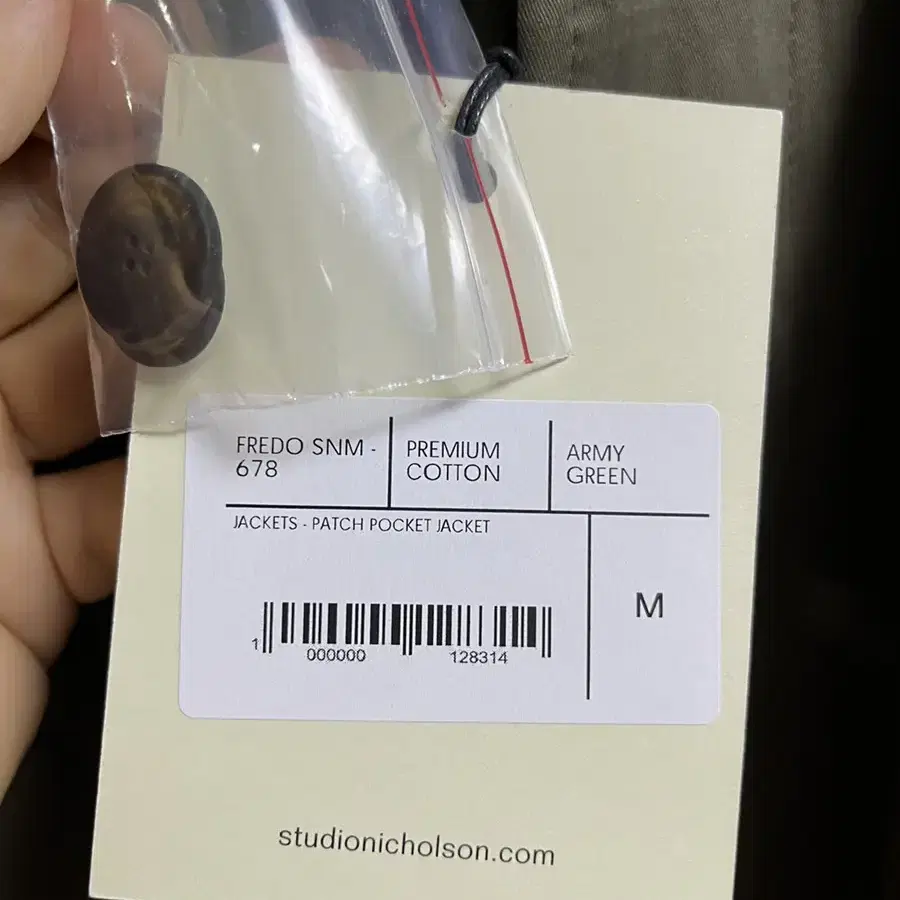 FREDO SNM -
678
PREMIUM
COTTON
ARMY
GREEN
JACKETS - PATCH POCKET JACKET
M
1 000000 128314
studionicholson.com